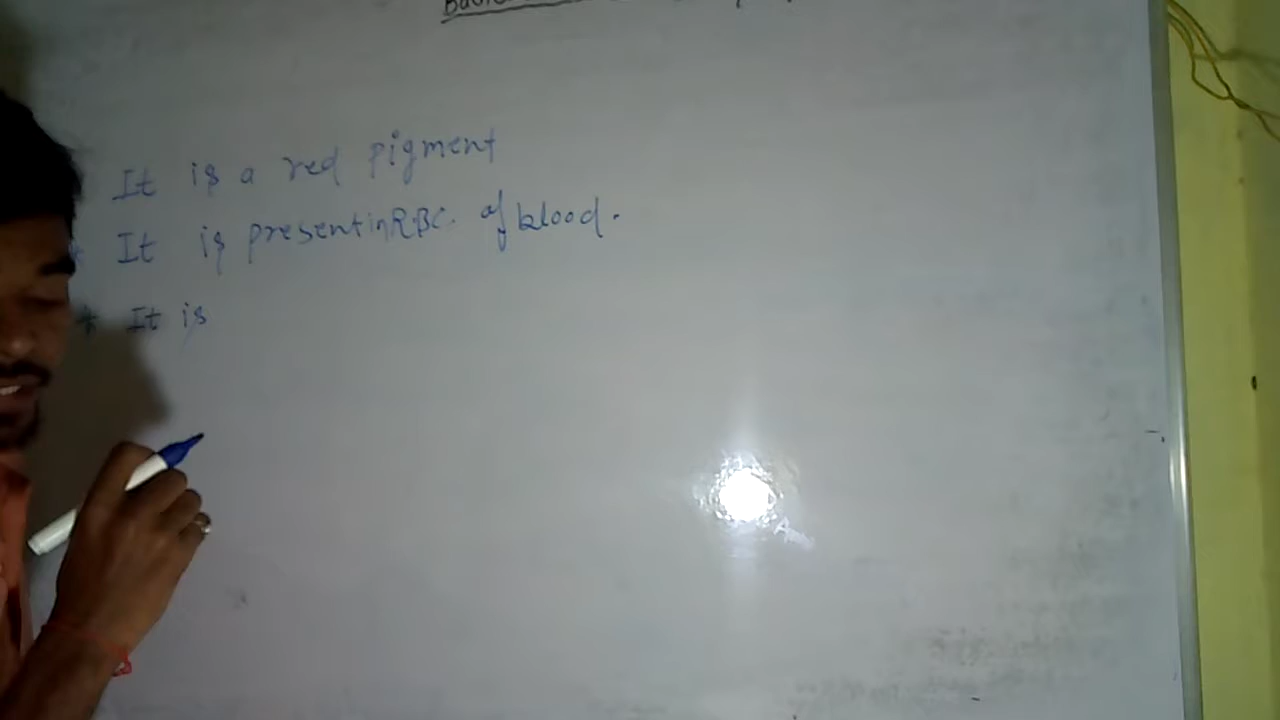 It is a red pigment
* It is present in RBC. of blood.
* It is